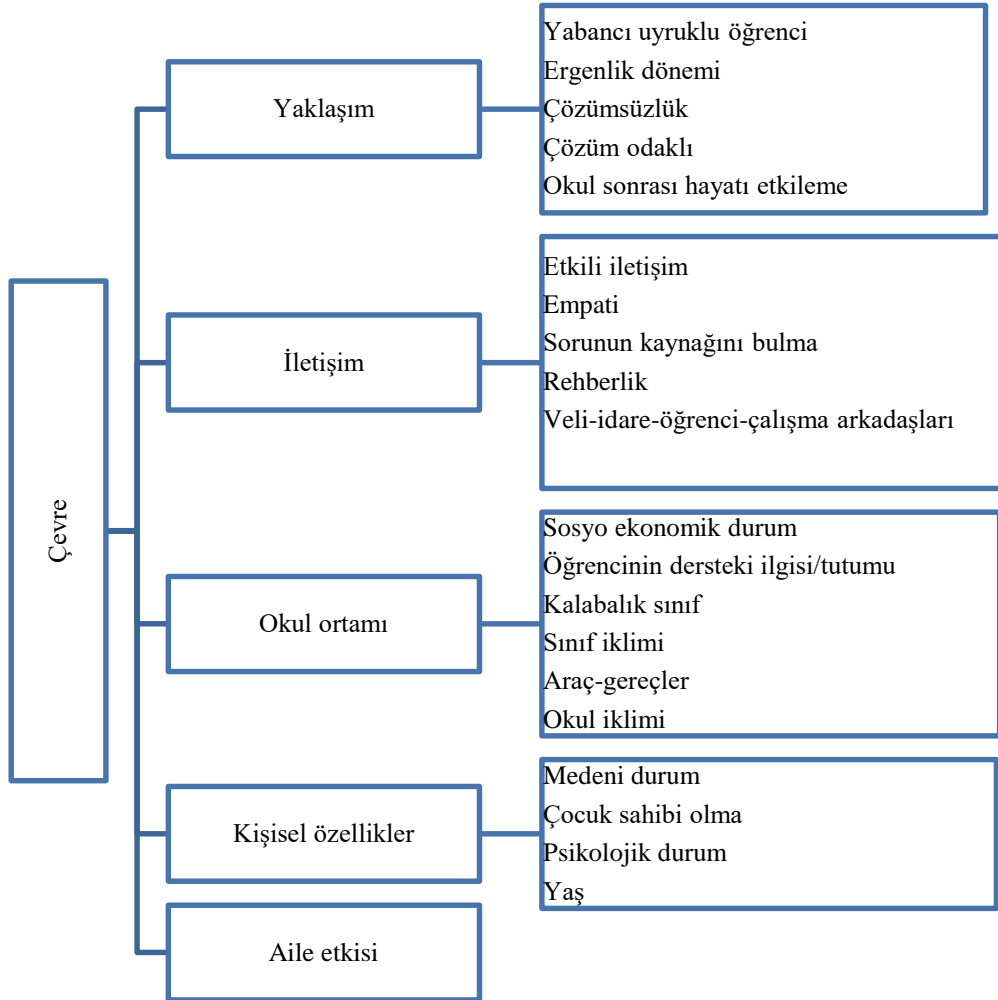 Çevre
Yaklaşım
Yabancı uyruklu öğrenci
Ergenlik dönemi
Çözümsüzlük
Çözüm odaklı
Okul sonrası hayatı etkileme
İletişim
Etkili iletişim
Empati
Sorunun kaynağını bulma
Rehberlik
Veli-idare-öğrenci-çalışma arkadaşları
Okul ortamı
Sosyo ekonomik durum
Öğrencinin dersteki ilgisi/tutumu
Kalabalık sınıf
Sınıf iklimi
Araç-gereçler
Okul iklimi
Kişisel özellikler
Medeni durum
Çocuk sahibi olma
Psikolojik durum
Yaş
Aile etkisi